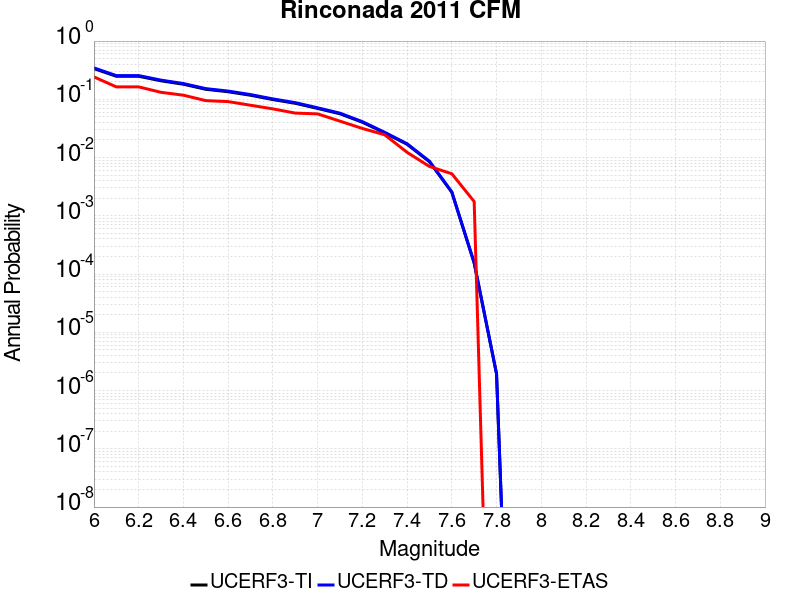 Rinconada 2011 CFM
10^0
10^-1
10^-2
10^-3
10^-4
10^-5
10^-6
10^-7
10^-8
Annual Probability
6 6.2 6.4 6.6 6.8 7 7.2 7.4 7.6 7.8 8 8.2 8.4 8.6 8.8 9
Magnitude
UCERF3-TI UCERF3-TD UCERF3-ETAS